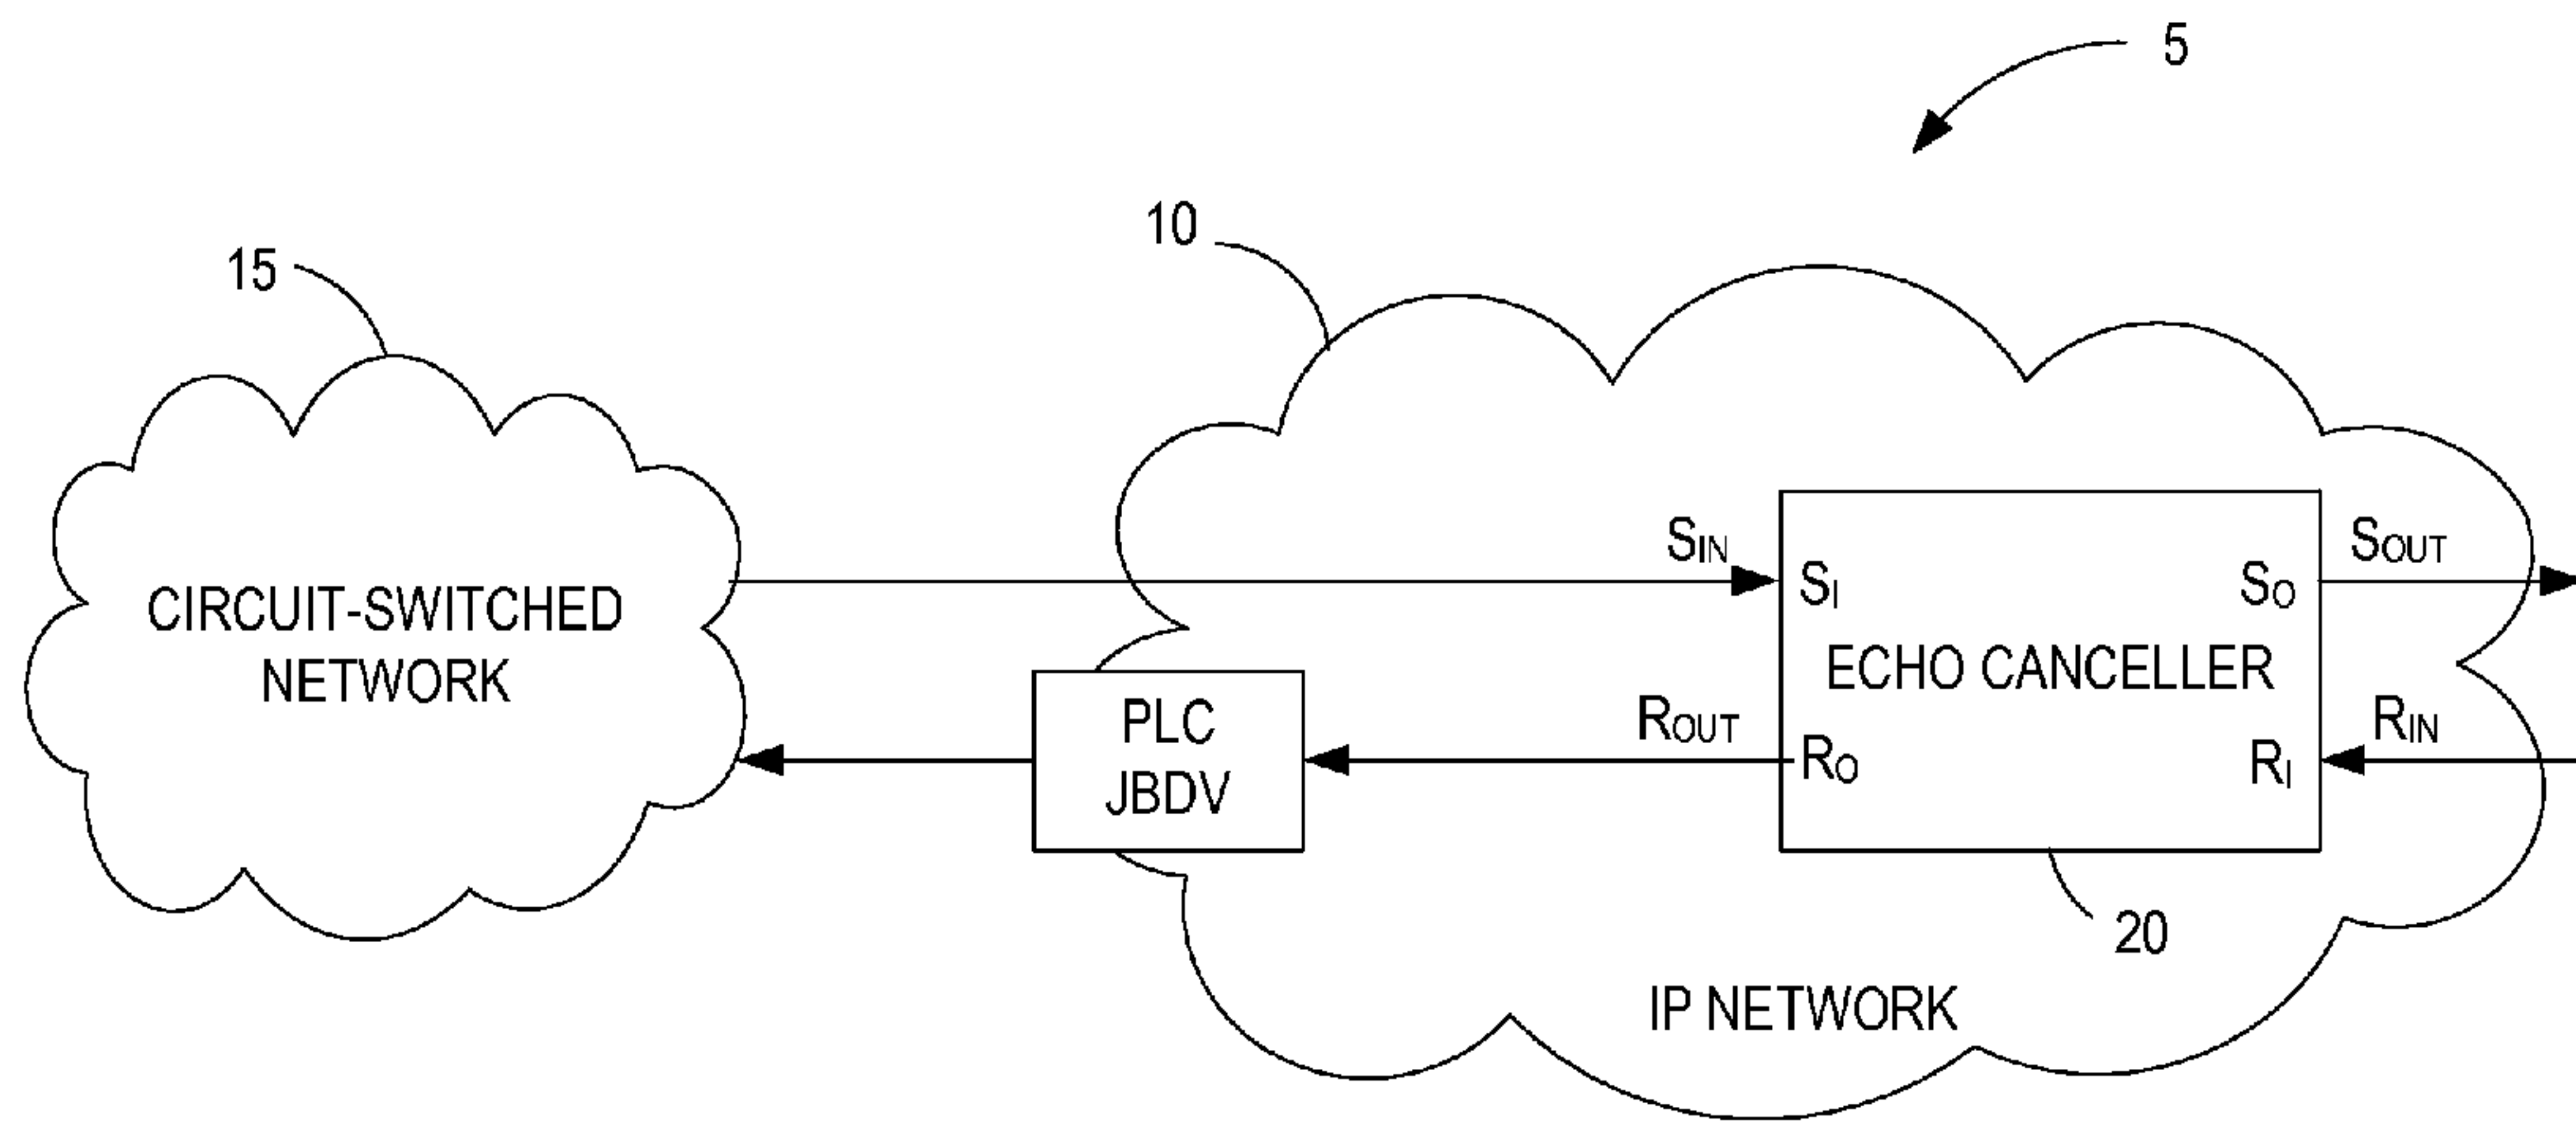 5
10
15
SIN
SOUT
SI
SO
CIRCUIT-SWITCHED
NETWORK
ECHO CANCELLER
PLC
JBDV
ROUT
RIN
RO
RI
20
IP NETWORK